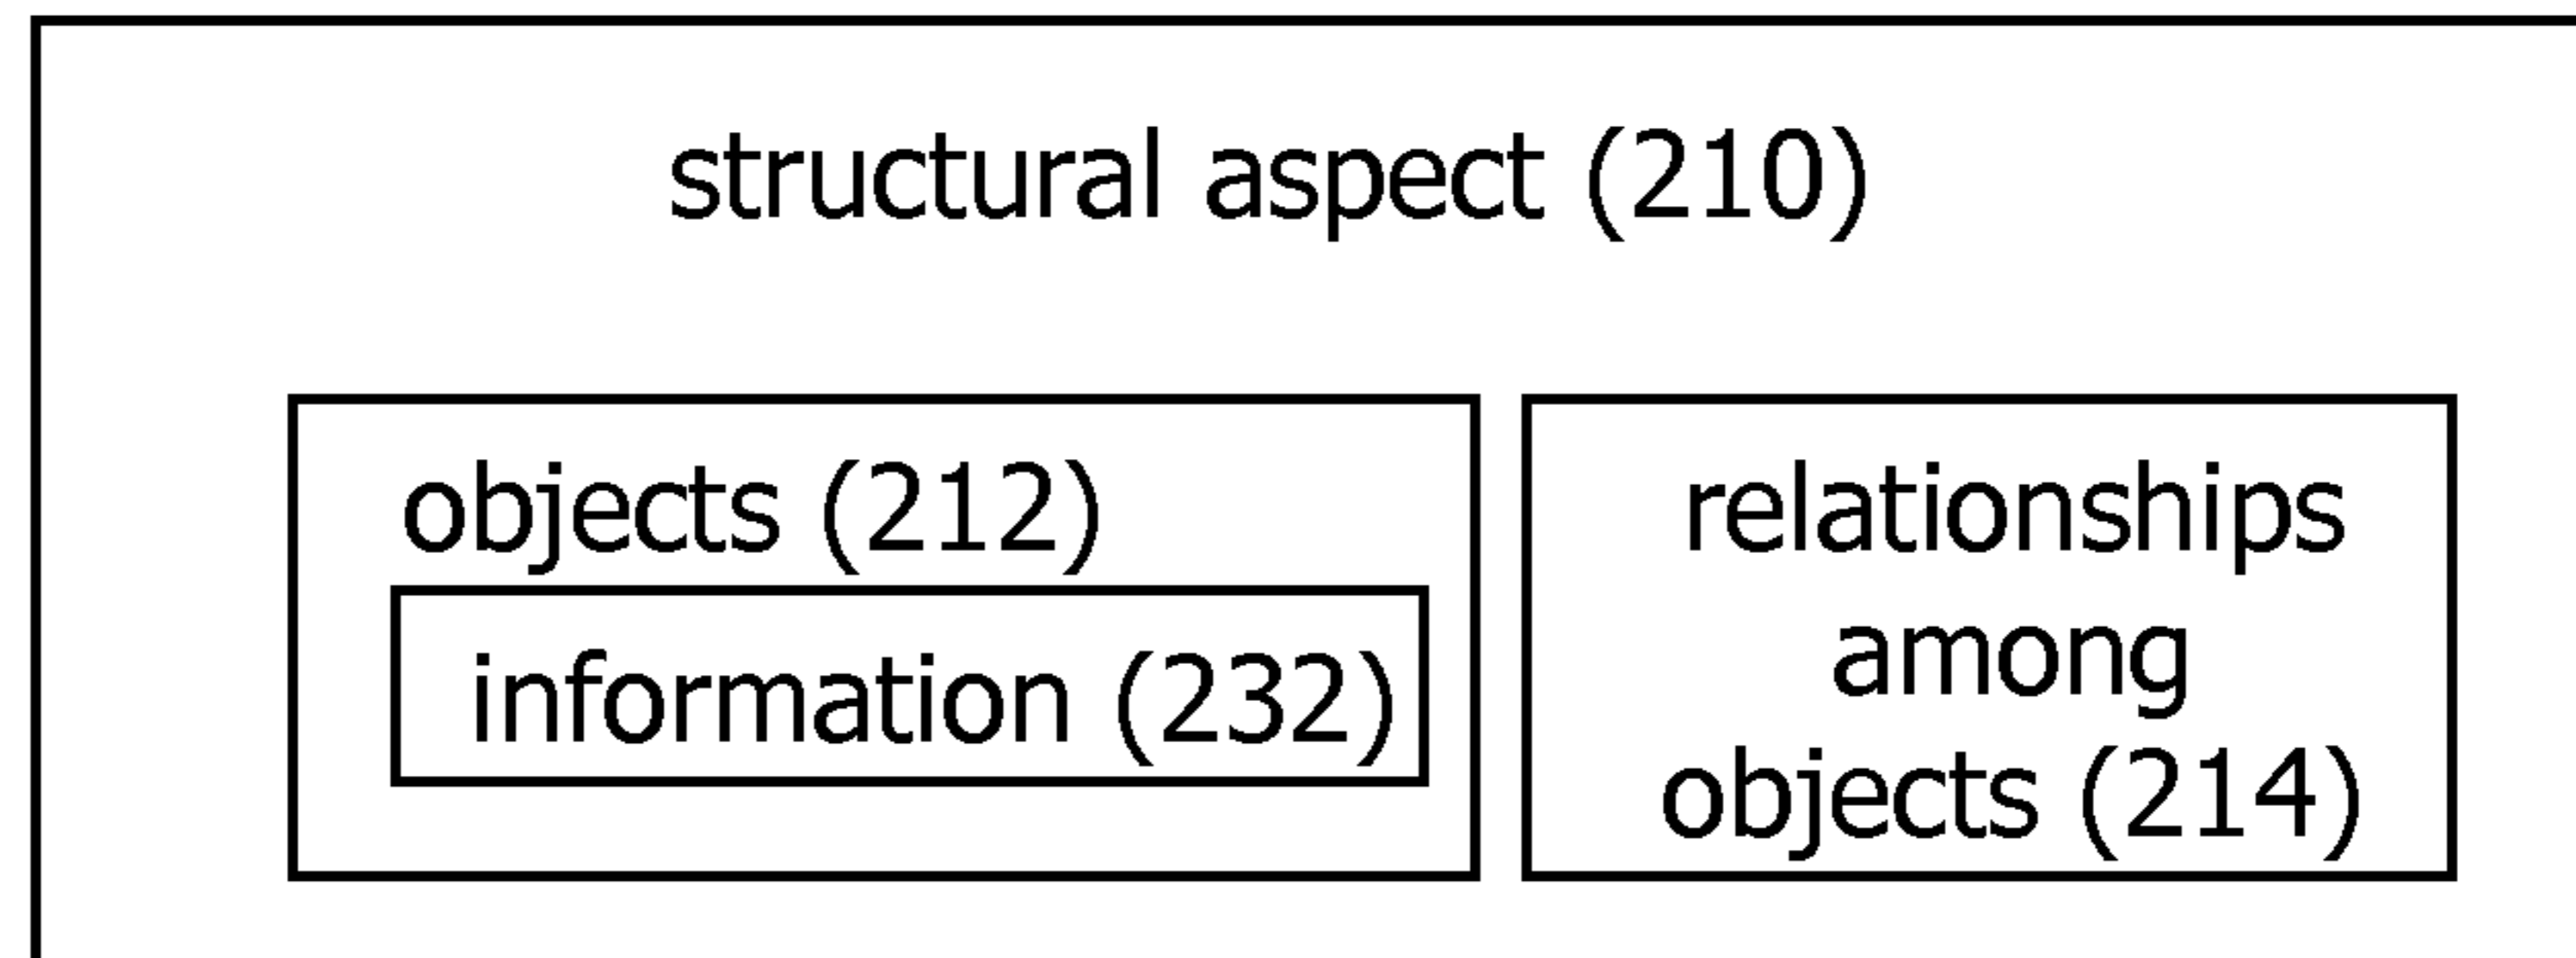 structural aspect (210)
objects (212)
information (232)
relationships
among
objects (214)